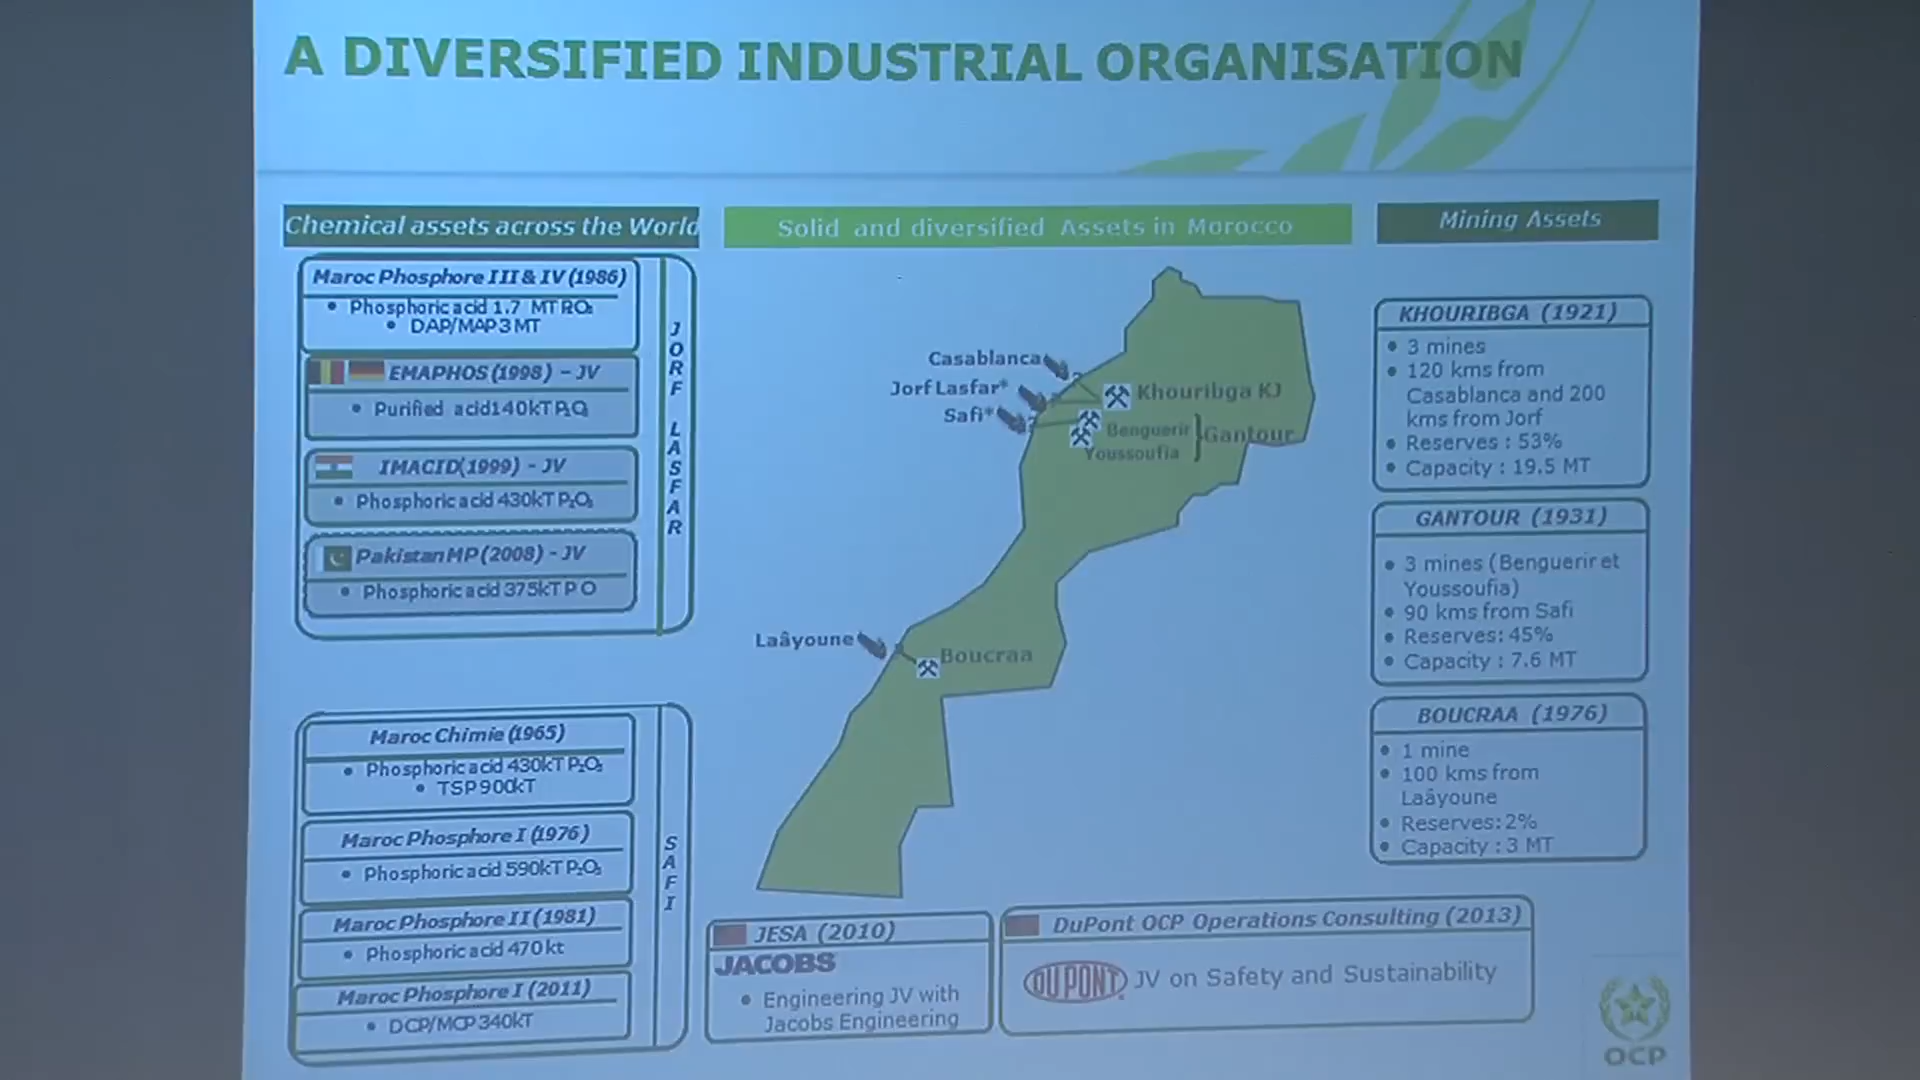 A DIVERSIFIED INDUSTRIAL ORGANISATION
Chemical assets across the World
Maroc Phosphore III & IV (1986)
• Phosphoric acid 1.7 MT P₂O₅
• DAP/MAP 3 MT
EMAPHOS (1998) – JV
• Purified acid 140kT P₂O₅
IMACID(1999) - JV
• Phosphoric acid 430kT P₂O₅
Pakistan MP (2008) - JV
• Phosphoric acid 375kT P O
JORF LASFAR
Maroc Chimie (1965)
• Phosphoric acid 430kT P₂O₅
• TSP 900kT
Maroc Phosphore I (1976)
• Phosphoric acid 590kT P₂O₅
Maroc Phosphore II (1981)
• Phosphoric acid 470 kt
Maroc Phosphore I (2011)
• DCP/MCP 340kT
SAFI
Solid and diversified Assets in Morocco
Casablanca
Jorf Lasfar*
Safi*
Khouribga KJ
Benguerir
Youssoufia
Gantour
Laâyoune
Boucraa
JESA (2010)
JACOBS
• Engineering JV with
Jacobs Engineering
DuPont OCP Operations Consulting (2013)
DUPONT JV on Safety and Sustainability
Mining Assets
KHOURIBGA (1921)
• 3 mines
• 120 kms from
Casablanca and 200
kms from Jorf
• Reserves : 53%
• Capacity : 19.5 MT
GANTOUR (1931)
• 3 mines (Benguerir et
Youssoufia)
• 90 kms from Safi
• Reserves: 45%
• Capacity : 7.6 MT
BOUCRAA (1976)
• 1 mine
• 100 kms from
Laâyoune
• Reserves: 2%
• Capacity : 3 MT
OCP